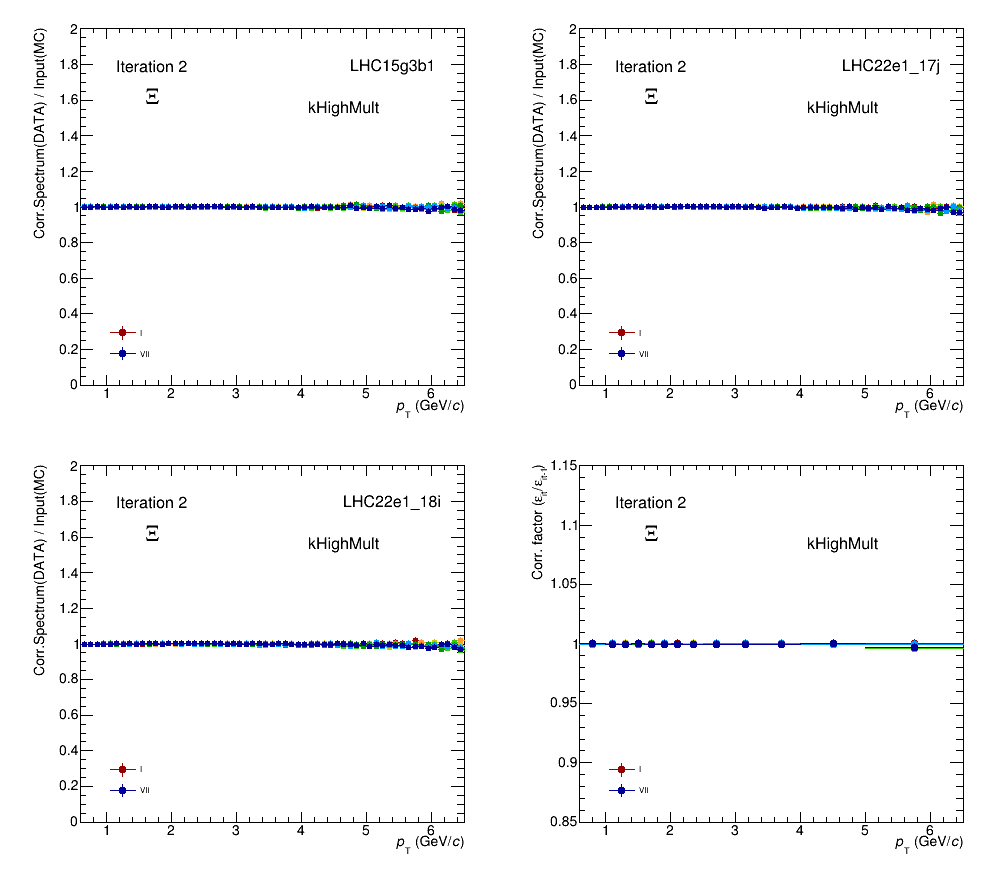 Corr.Spectrum(DATA) / Input(MC)
2
1.8
1.6
1.4
1.2
1
0.8
0.6
0.4
0.2
0
Iteration 2
LHC15g3b1
Ξ
kHighMult
I
VII
1 2 3 4 5 6
p_T (GeV/c)
Corr.Spectrum(DATA) / Input(MC)
2
1.8
1.6
1.4
1.2
1
0.8
0.6
0.4
0.2
0
Iteration 2
LHC22e1_17j
Ξ
kHighMult
I
VII
1 2 3 4 5 6
p_T (GeV/c)
Corr.Spectrum(DATA) / Input(MC)
2
1.8
1.6
1.4
1.2
1
0.8
0.6
0.4
0.2
0
Iteration 2
LHC22e1_18i
Ξ
kHighMult
I
VII
1 2 3 4 5 6
p_T (GeV/c)
Corr. factor (ε_it/ε_it-1)
1.15
1.1
1.05
1
0.95
0.9
0.85
Iteration 2
Ξ
kHighMult
I
VII
1 2 3 4 5 6
p_T (GeV/c)